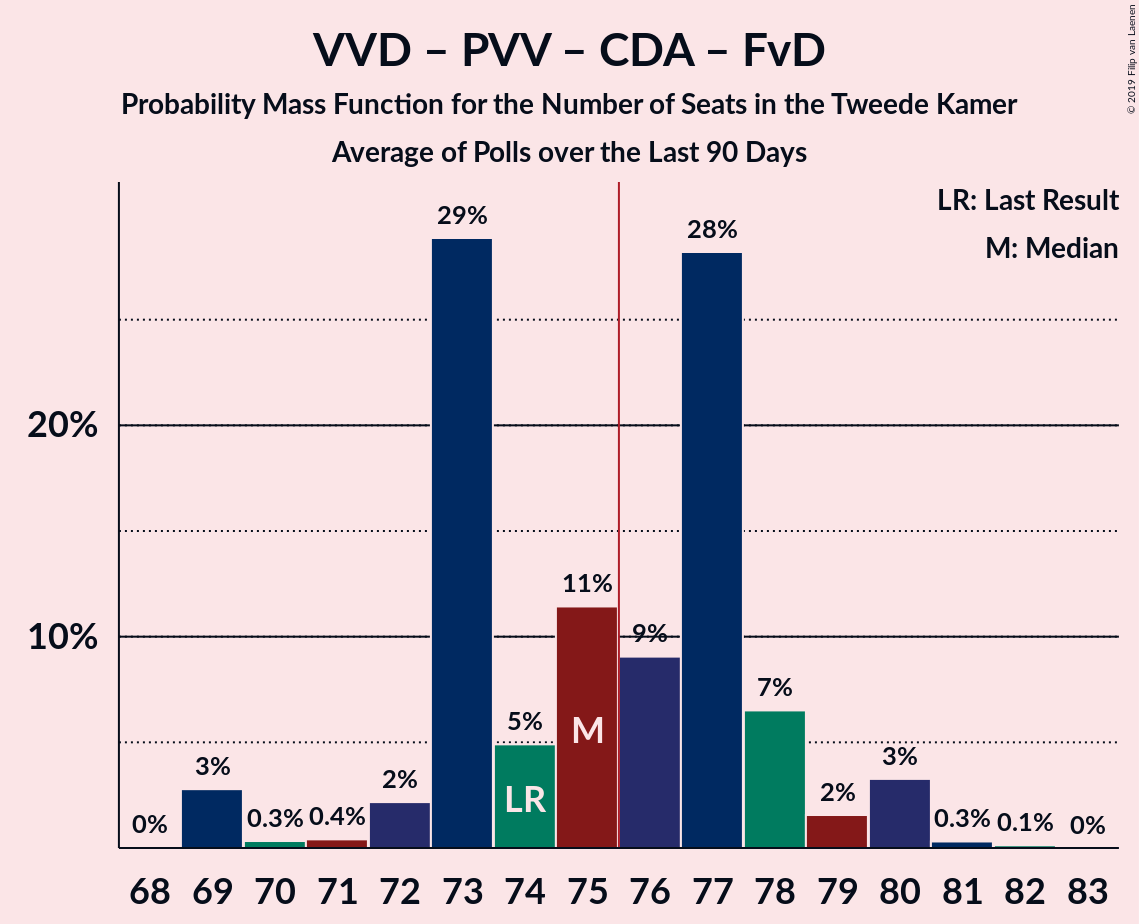 VVD – PVV – CDA – FvD
Probability Mass Function for the Number of Seats in the Tweede Kamer
Average of Polls over the Last 90 Days
© 2019 Filip van Laenen
LR: Last Result
M: Median
20%
10%
0%
3%
0.3%
0.4%
2%
29%
5%
11%
9%
28%
7%
2%
3%
0.3%
0.1%
0%
LR
M
68 69 70 71 72 73 74 75 76 77 78 79 80 81 82 83